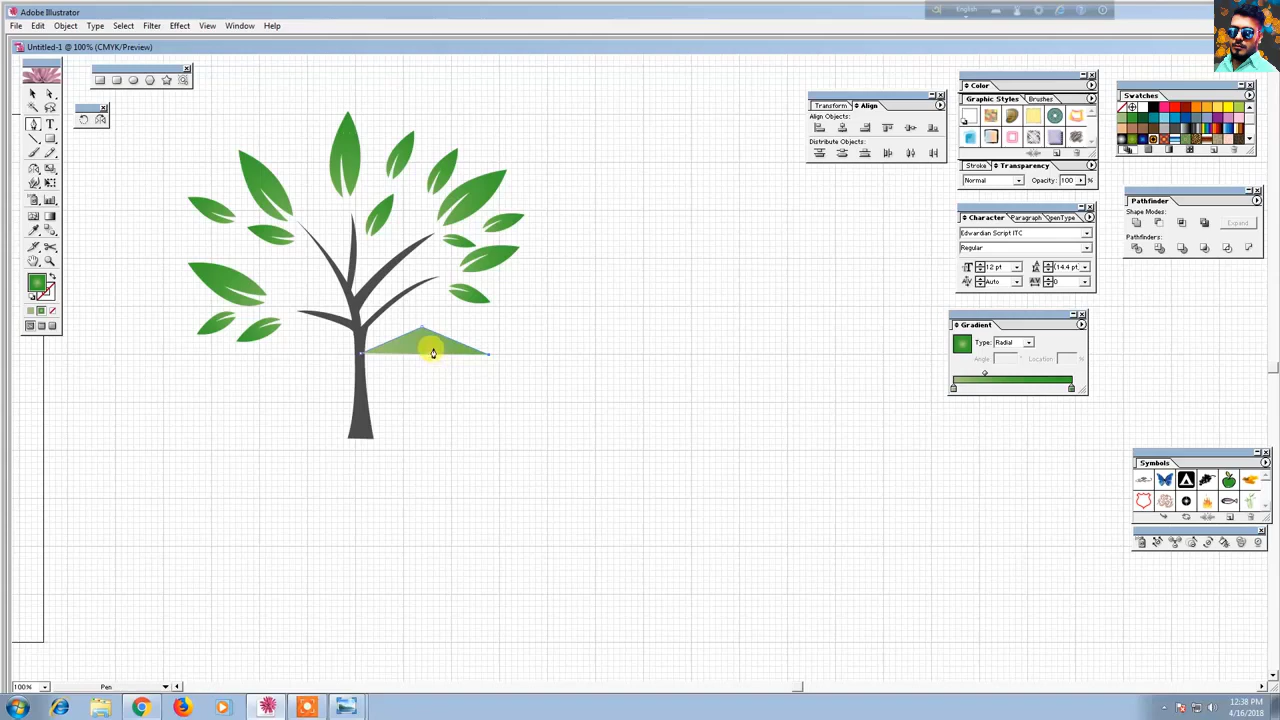 Adobe Illustrator
English
File Edit Object Type Select Filter Effect View Window Help
Untitled-1 @ 100% (CMYK/Preview)
Transform Align
Align Objects:
Distribute Objects:
Color
Graphic Styles Brushes
Stroke Transparency
Normal Opacity: 100 %
Swatches
Pathfinder
Shape Modes:
Expand
Pathfinders:
Character Paragraph OpenType
Edwardian Script ITC
Regular
12 pt (14.4 pt)
Auto 0
Gradient
Type: Radial
Angle: Location: %
Symbols
100% Pen
12:38 PM
4/16/2018